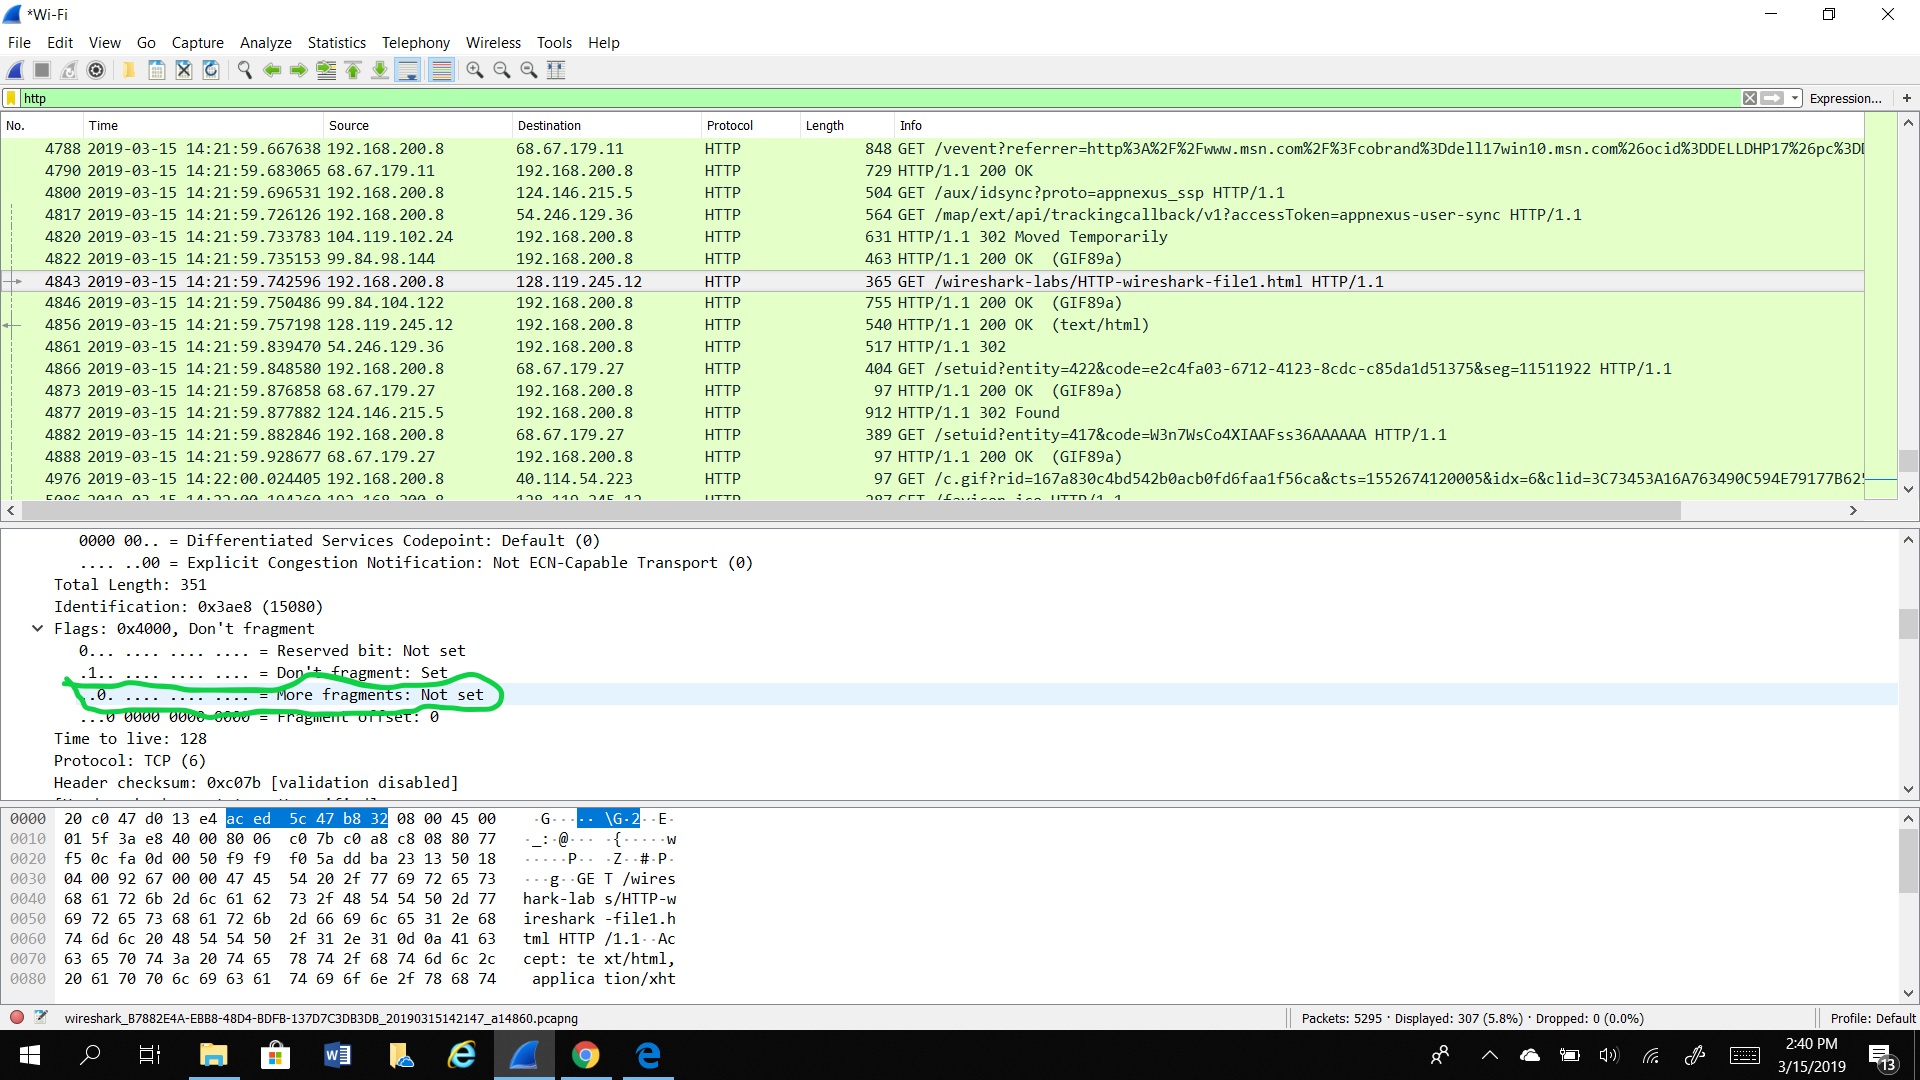 *Wi-Fi
File Edit View Go Capture Analyze Statistics Telephony Wireless Tools Help
http Expression... +
No. Time Source Destination Protocol Length Info
4788 2019-03-15 14:21:59.667638 192.168.200.8 68.67.179.11 HTTP 848 GET /vevent?referrer=http%3A%2F%2Fwww.msn.com%2F%3Fcobrand%3Ddell17win10.msn.com%26ocid%3DDELLDHP17%26pc%3D
4790 2019-03-15 14:21:59.683065 68.67.179.11 192.168.200.8 HTTP 729 HTTP/1.1 200 OK
4800 2019-03-15 14:21:59.696531 192.168.200.8 124.146.215.5 HTTP 504 GET /aux/idsync?proto=appnexus_ssp HTTP/1.1
4817 2019-03-15 14:21:59.726126 192.168.200.8 54.246.129.36 HTTP 564 GET /map/ext/api/trackingcallback/v1?accessToken=appnexus-user-sync HTTP/1.1
4820 2019-03-15 14:21:59.733783 104.119.102.24 192.168.200.8 HTTP 631 HTTP/1.1 302 Moved Temporarily
4822 2019-03-15 14:21:59.735153 99.84.98.144 192.168.200.8 HTTP 463 HTTP/1.1 200 OK (GIF89a)
4843 2019-03-15 14:21:59.742596 192.168.200.8 128.119.245.12 HTTP 365 GET /wireshark-labs/HTTP-wireshark-file1.html HTTP/1.1
4846 2019-03-15 14:21:59.750486 99.84.104.122 192.168.200.8 HTTP 755 HTTP/1.1 200 OK (GIF89a)
4856 2019-03-15 14:21:59.757198 128.119.245.12 192.168.200.8 HTTP 540 HTTP/1.1 200 OK (text/html)
4861 2019-03-15 14:21:59.839470 54.246.129.36 192.168.200.8 HTTP 517 HTTP/1.1 302
4866 2019-03-15 14:21:59.848580 192.168.200.8 68.67.179.27 HTTP 404 GET /setuid?entity=422&code=e2c4fa03-6712-4123-8cdc-c85da1d51375&seg=11511922 HTTP/1.1
4873 2019-03-15 14:21:59.876858 68.67.179.27 192.168.200.8 HTTP 97 HTTP/1.1 200 OK (GIF89a)
4877 2019-03-15 14:21:59.877882 124.146.215.5 192.168.200.8 HTTP 912 HTTP/1.1 302 Found
4882 2019-03-15 14:21:59.882846 192.168.200.8 68.67.179.27 HTTP 389 GET /setuid?entity=417&code=W3n7WsCo4XIAAFss36AAAAAA HTTP/1.1
4888 2019-03-15 14:21:59.928677 68.67.179.27 192.168.200.8 HTTP 97 HTTP/1.1 200 OK (GIF89a)
4976 2019-03-15 14:22:00.024405 192.168.200.8 40.114.54.223 HTTP 97 GET /c.gif?rid=167a830c4bd542b0acb0fd6faa1f56ca&cts=1552674120005&idx=6&clid=3C73453A16A763490C594E79177B62
5086 2019-03-15 14:22:00.194360 192.168.200.8 128.119.245.12 HTTP 287 GET /favicon.ico HTTP/1.1
0000 00.. = Differentiated Services Codepoint: Default (0)
.... ..00 = Explicit Congestion Notification: Not ECN-Capable Transport (0)
Total Length: 351
Identification: 0x3ae8 (15080)
Flags: 0x4000, Don't fragment
0... .... .... .... = Reserved bit: Not set
.1.. .... .... .... = Don't fragment: Set
..0. .... .... .... = More fragments: Not set
...0 0000 0000 0000 = Fragment offset: 0
Time to live: 128
Protocol: TCP (6)
Header checksum: 0xc07b [validation disabled]
0000 20 c0 47 d0 13 e4 ac ed 5c 47 b8 32 08 00 45 00 ·G····· \G·2··E·
0010 01 5f 3a e8 40 00 80 06 c0 7b c0 a8 c8 08 80 77 ·_:·@··· ·{·····w
0020 f5 0c fa 0d 00 50 f9 f9 f0 5a dd ba 23 13 50 18 ·····P·· ·Z··#·P·
0030 04 00 92 67 00 00 47 45 54 20 2f 77 69 72 65 73 ···g··GE T /wires
0040 68 61 72 6b 2d 6c 61 62 73 2f 48 54 54 50 2d 77 hark-lab s/HTTP-w
0050 69 72 65 73 68 61 72 6b 2d 66 69 6c 65 31 2e 68 ireshark -file1.h
0060 74 6d 6c 20 48 54 54 50 2f 31 2e 31 0d 0a 41 63 tml HTTP /1.1··Ac
0070 63 65 70 74 3a 20 74 65 78 74 2f 68 74 6d 6c 2c cept: te xt/html,
0080 20 61 70 70 6c 69 63 61 74 69 6f 6e 2f 78 68 74 applica tion/xht
wireshark_B7882E4A-EBB8-48D4-BDFB-137D7C3DB3DB_20190315142147_a14860.pcapng Packets: 5295 · Displayed: 307 (5.8%) · Dropped: 0 (0.0%) Profile: Default
2:40 PM
3/15/2019
13